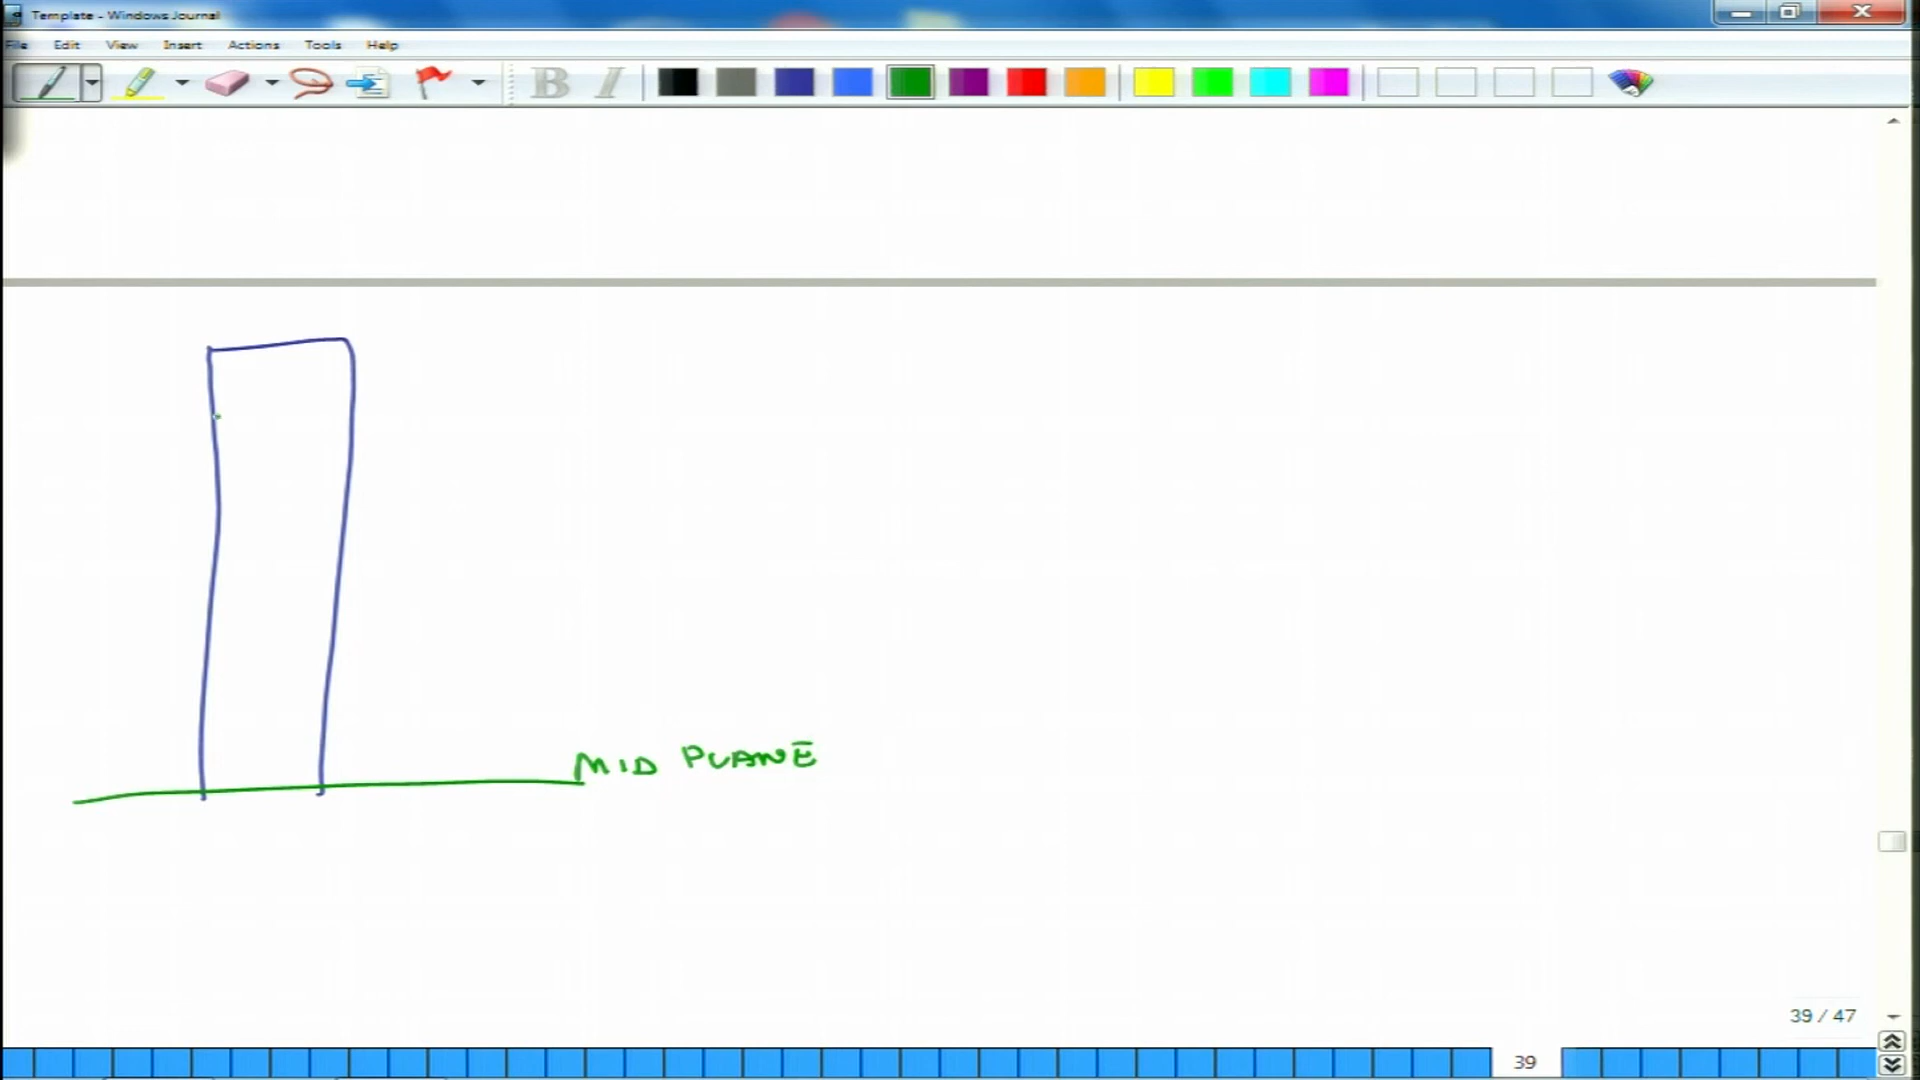 Template - Windows Journal
File Edit View Insert Actions Tools Help
B I
MID PLANE
39 / 47
39